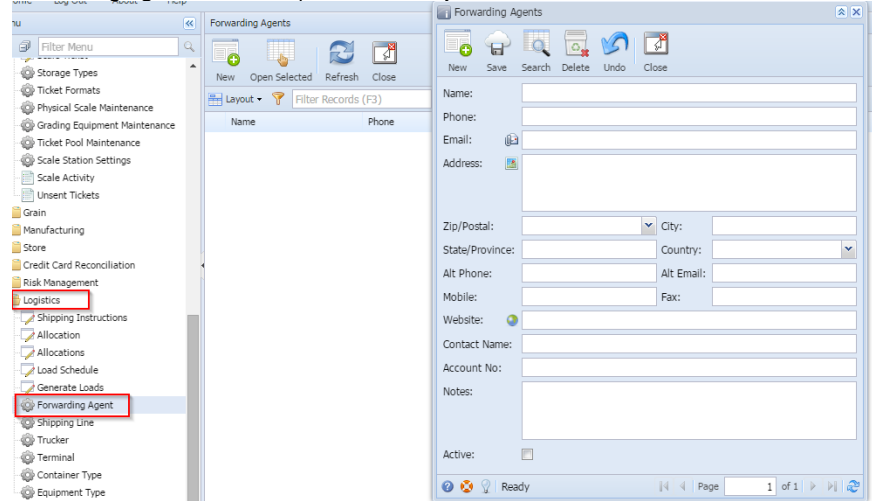 Log Out About Help
Filter Menu
Storage Types
Ticket Formats
Physical Scale Maintenance
Grading Equipment Maintenance
Ticket Pool Maintenance
Scale Station Settings
Scale Activity
Unsent Tickets
Grain
Manufacturing
Store
Credit Card Reconciliation
Risk Management
Logistics
Shipping Instructions
Allocation
Allocations
Load Schedule
Generate Loads
Forwarding Agent
Shipping Line
Trucker
Terminal
Container Type
Equipment Type
Forwarding Agents
New Open Selected Refresh Close
Layout Filter Records (F3)
Name Phone
Forwarding Agents
New Save Search Delete Undo Close
Name:
Phone:
Email:
Address:
Zip/Postal: City:
State/Province: Country:
Alt Phone: Alt Email:
Mobile: Fax:
Website:
Contact Name:
Account No:
Notes:
Active:
Ready Page 1 of 1